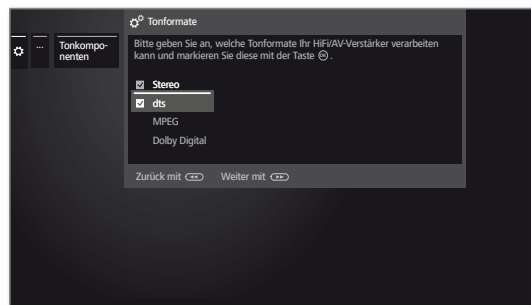 Tonformate
...
Tonkompo-
nenten
Bitte geben Sie an, welche Tonformate Ihr HiFi/AV-Verstärker verarbeiten
kann und markieren Sie diese mit der Taste OK.
Stereo
dts
MPEG
Dolby Digital
Zurück mit Weiter mit